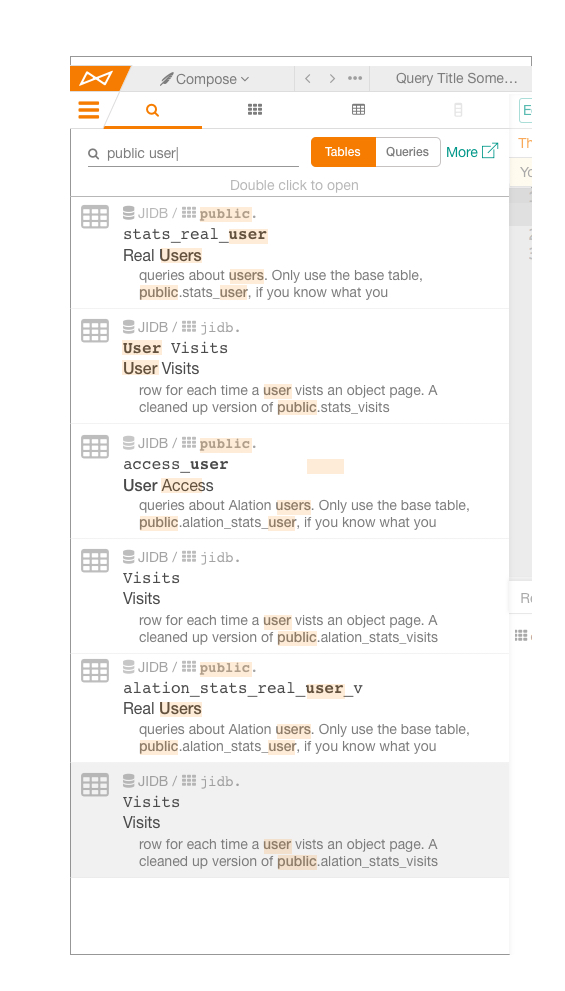 Compose
Query Title Some…
public user
Tables
Queries
More
Double click to open
JIDB / public.
stats_real_user
Real Users
queries about users. Only use the base table,
public.stats_user, if you know what you
JIDB / jidb.
User Visits
User Visits
row for each time a user vists an object page. A
cleaned up version of public.stats_visits
JIDB / public.
access_user
User Access
queries about Alation users. Only use the base table,
public.alation_stats_user, if you know what you
JIDB / jidb.
Visits
Visits
row for each time a user vists an object page. A
cleaned up version of public.alation_stats_visits
JIDB / public.
alation_stats_real_user_v
Real Users
queries about Alation users. Only use the base table,
public.alation_stats_user, if you know what you
JIDB / jidb.
Visits
Visits
row for each time a user vists an object page. A
cleaned up version of public.alation_stats_visits